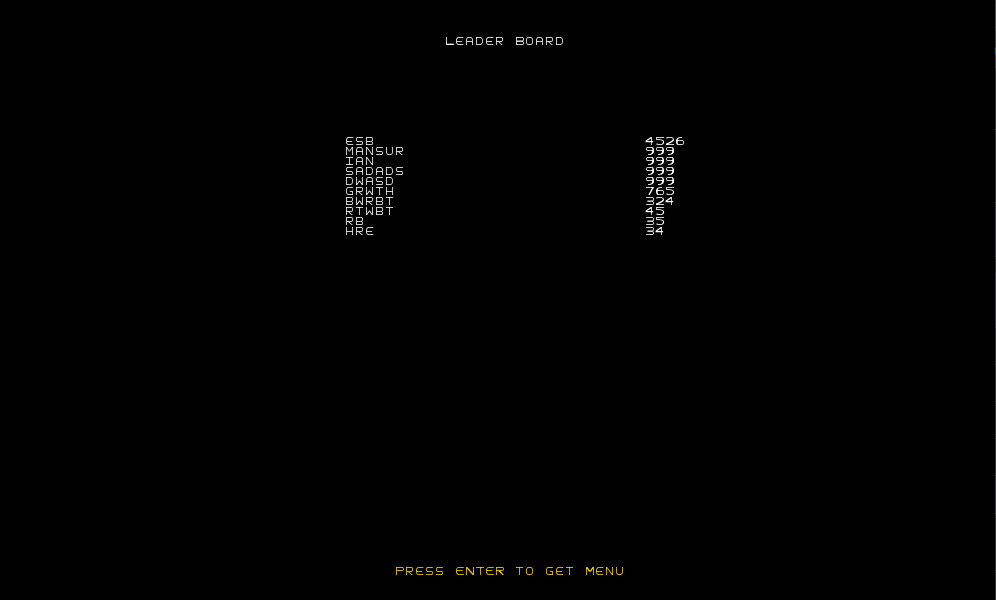 LEADER BOARD
ESB 4526
MANSUR 999
IAN 999
SADADS 999
DWASD 999
GRWTH 765
BWRBT 324
RTWBT 45
RB 35
HRE 34
PRESS ENTER TO GET MENU